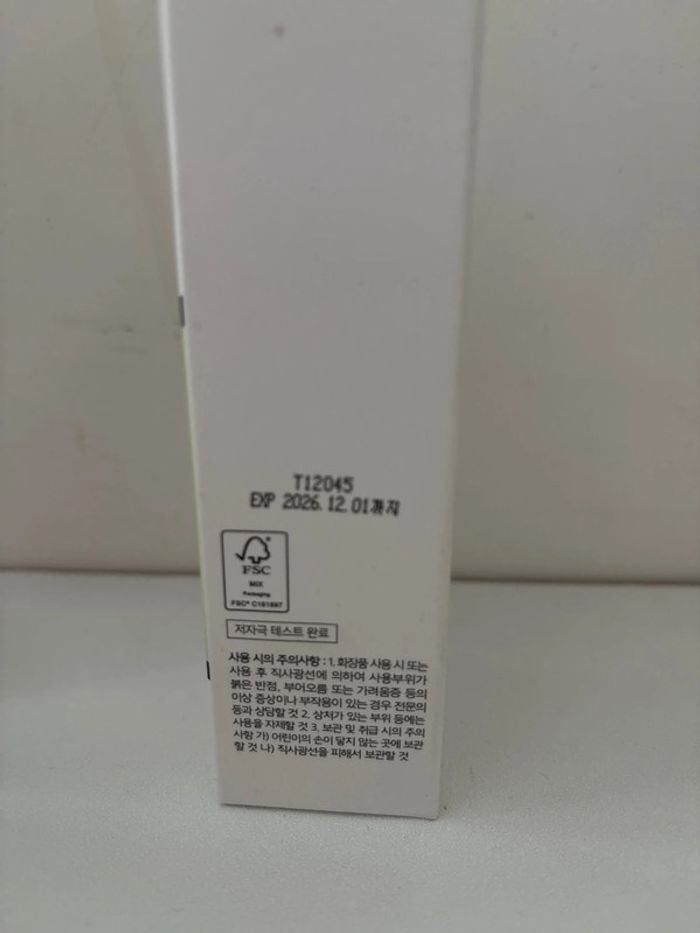 T12045
EXP 2026. 12. 01까지
FSC
MIX
Packaging
FSC® C161897
저자극 테스트 완료
사용 시의 주의사항 : 1. 화장품 사용 시 또는
사용 후 직사광선에 의하여 사용부위가
붉은 반점, 부어오름 또는 가려움증 등의
이상 증상이나 부작용이 있는 경우 전문의
등과 상담할 것 2. 상처가 있는 부위 등에는
사용을 자제할 것 3. 보관 및 취급 시의 주의
사항 가) 어린이의 손이 닿지 않는 곳에 보관
할 것 나) 직사광선을 피해서 보관할 것